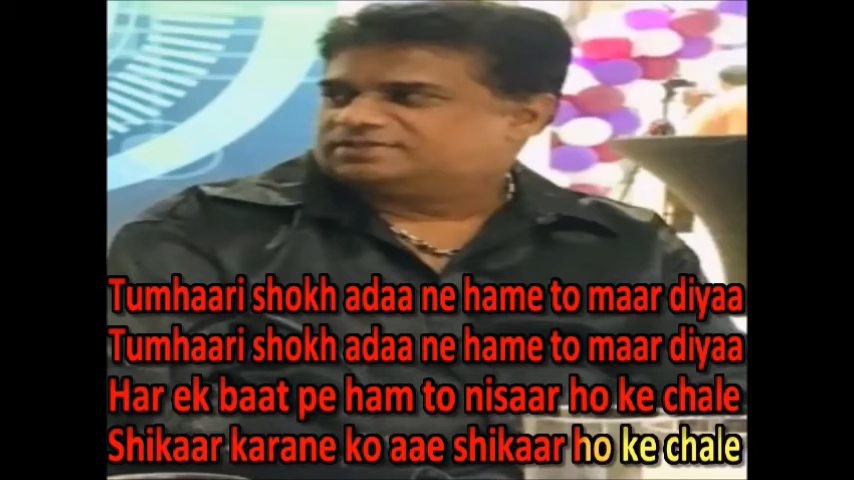 Tumhaari shokh adaa ne hame to maar diyaa
Tumhaari shokh adaa ne hame to maar diyaa
Har ek baat pe ham to nisaar ho ke chale
Shikaar karane ko aae shikaar ho ke chale